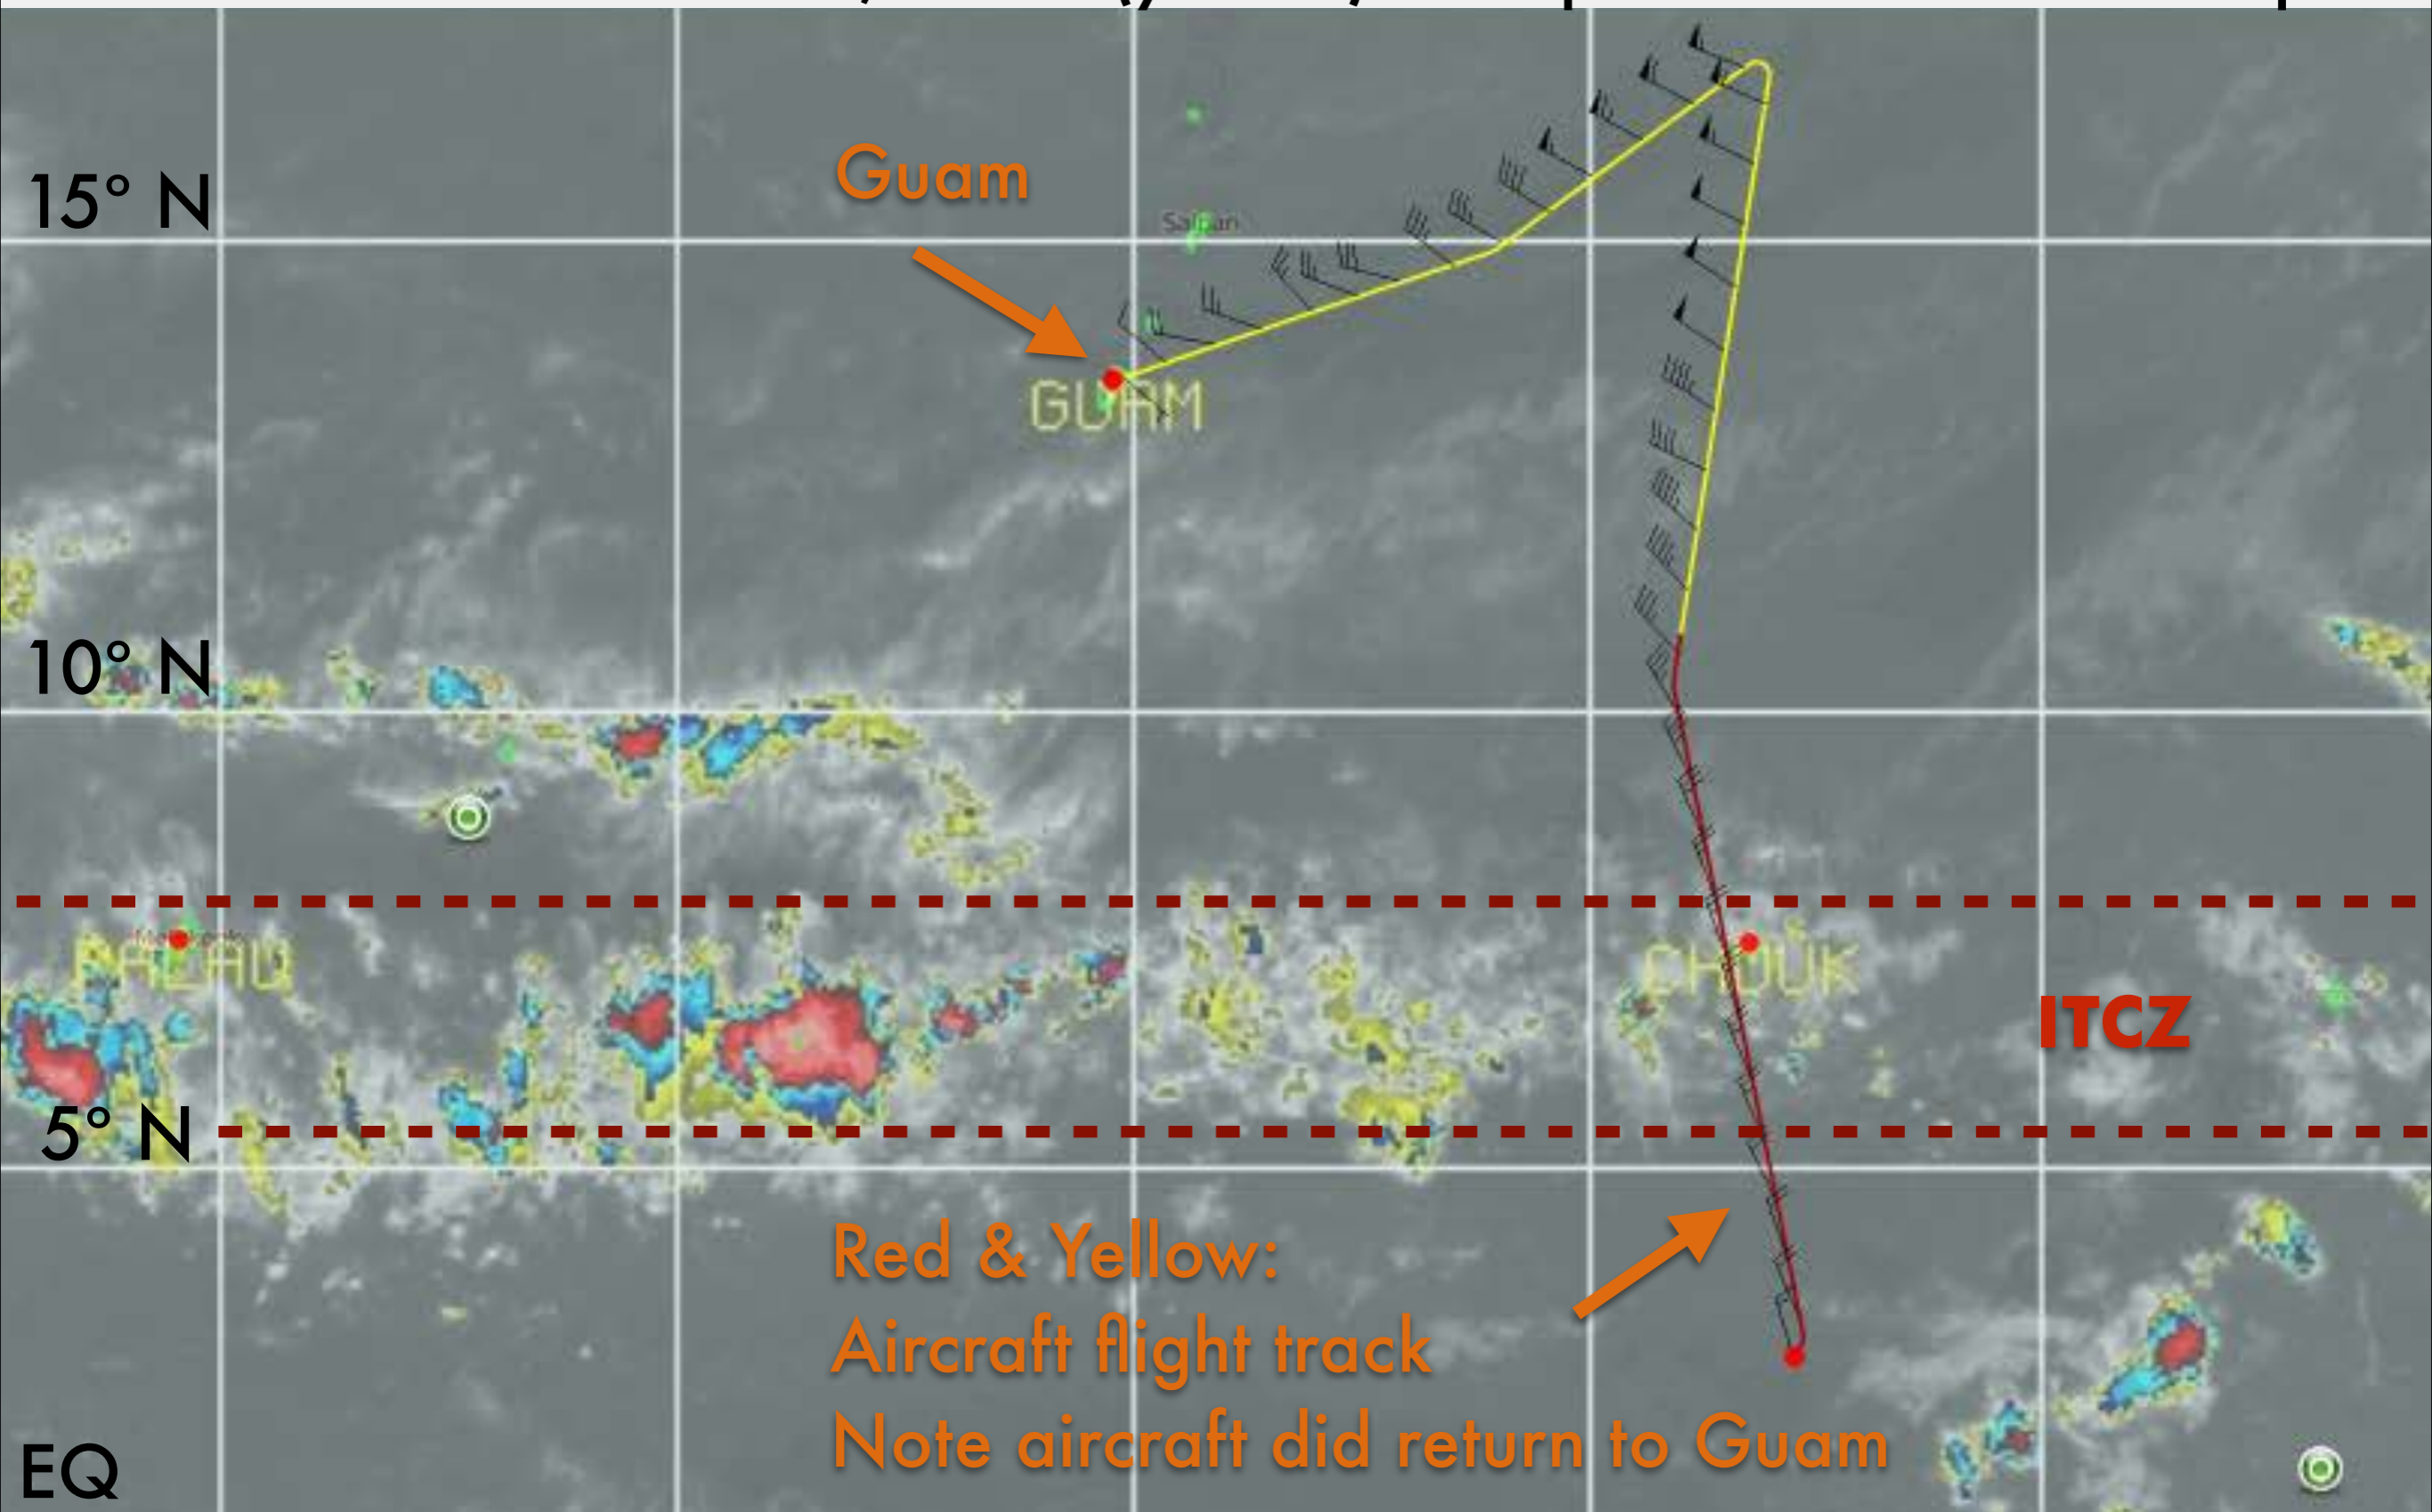 Guam
15° N
Saipan
GUAM
10° N
PALAU
CHUUK
ITCZ
5° N
Red & Yellow:
Aircraft flight track
Note aircraft did return to Guam
EQ